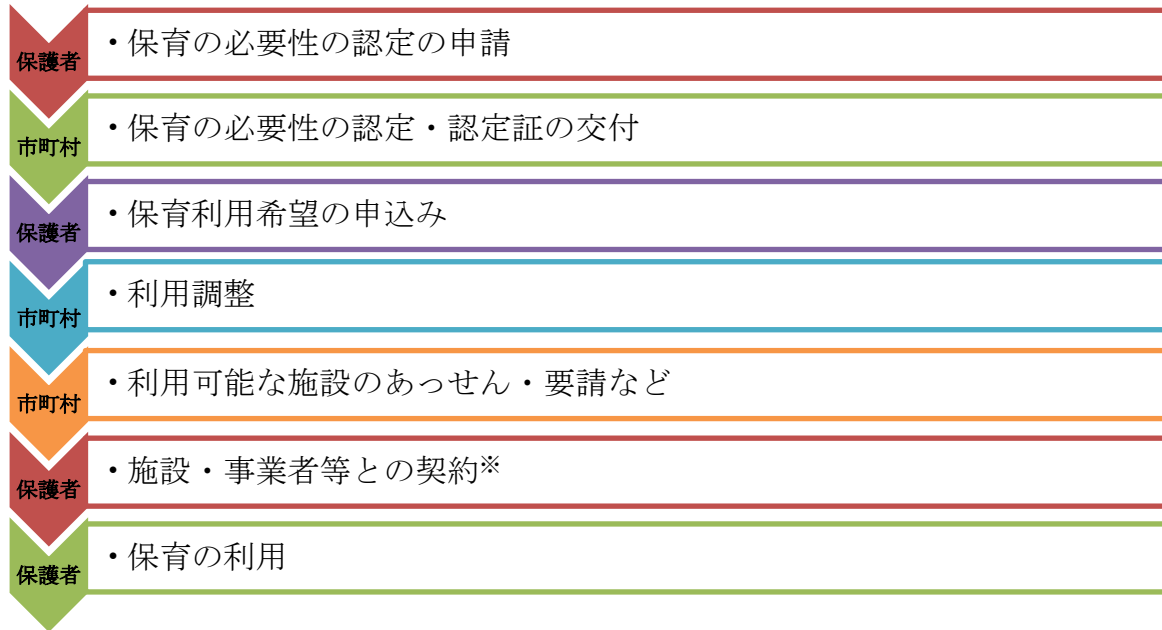 保護者
・保育の必要性の認定の申請
市町村
・保育の必要性の認定・認定証の交付
保護者
・保育利用希望の申込み
市町村
・利用調整
市町村
・利用可能な施設のあっせん・要請など
保護者
・施設・事業者等との契約※
保護者
・保育の利用